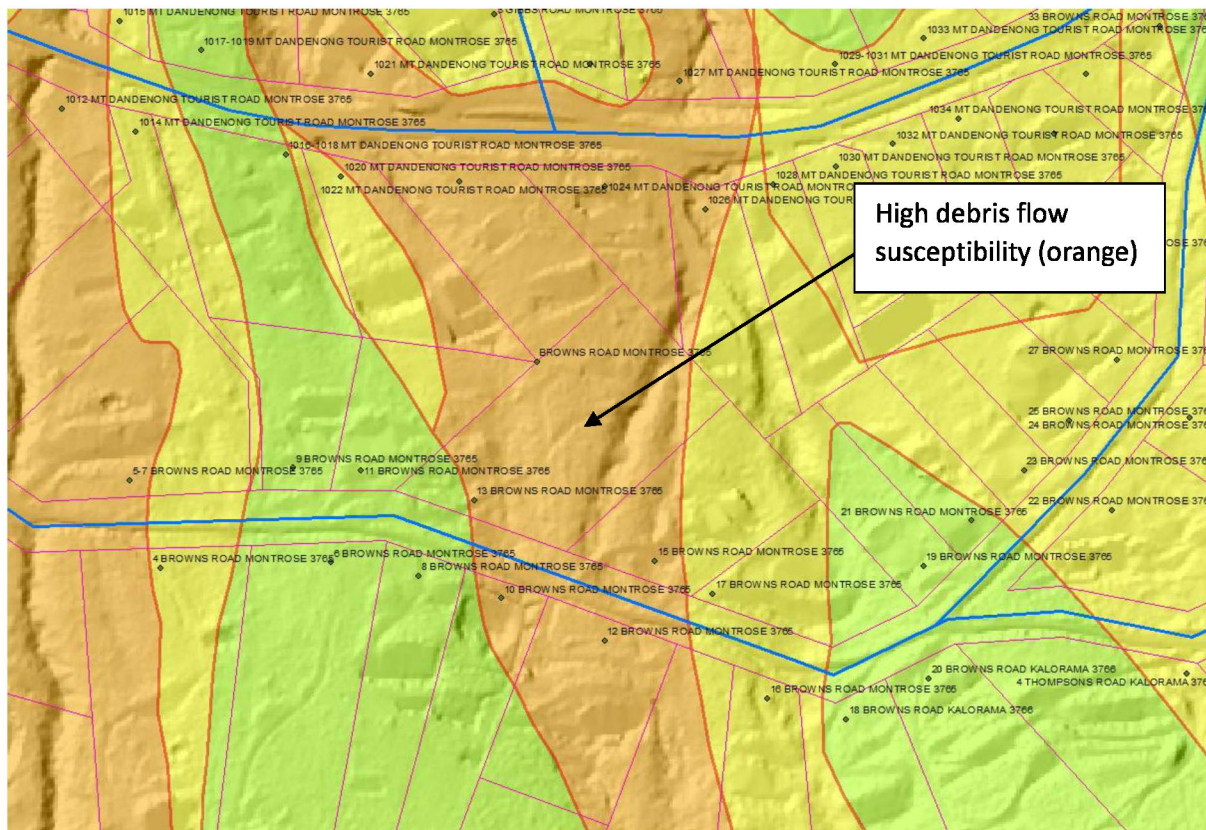 1015 MT DANDENONG TOURIST ROAD MONTROSE 3765
GIBBS ROAD MONTROSE 3765
33 BROWNS ROAD MONTROSE 3
1033 MT DANDENONG TOURIST ROAD MONTRO
1017-1019 MT DANDENONG TOURIST ROAD MONTROSE 3765
1029-1031 MT DANDENONG TOURIST ROAD MONTROSE 3765
1021 MT DANDENONG TOURIST ROAD MONTROSE 3765
1027 MT DANDENONG TOURIST ROAD MONTROSE 3765
1012 MT DANDENONG TOURIST ROAD MONTROSE 3765
1034 MT DANDENONG TOURIST ROAD MONTROSE 376
1014 MT DANDENONG TOURIST ROAD MONTROSE 3765
1032 MT DANDENONG TOURIST ROAD MONTROSE 3765
1016-1018 MT DANDENONG TOURIST ROAD MONTROSE 3765
1030 MT DANDENONG TOURIST ROAD MONTROSE 3765
1020 MT DANDENONG TOURIST ROAD MONTROSE 3765
1028 MT DANDENONG TOURIST ROAD MONTROSE 3765
1022 MT DANDENONG TOURIST ROAD MONTROSE 3765
1024 MT DANDENONG TOURIST ROAD MONTRO
1026 MT DANDENONG TOURIST ROAD
High debris flow
susceptibility (orange)
BROWNS ROAD MONTROSE 3765
27 BROWNS ROAD MONTROSE 376
25 BROWNS ROAD MONTROSE 3765
24 BROWNS ROAD MONTROSE 376
9 BROWNS ROAD MONTROSE 3765
5-7 BROWNS ROAD MONTROSE 3765
11 BROWNS ROAD MONTROSE 3765
23 BROWNS ROAD MONTROSE 3765
13 BROWNS ROAD MONTROSE 3765
22 BROWNS ROAD MONTROSE 376
21 BROWNS ROAD MONTROSE 3765
6 BROWNS ROAD MONTROSE 3765
15 BROWNS ROAD MONTROSE 3765
19 BROWNS ROAD MONTROSE 3765
4 BROWNS ROAD MONTROSE 3765
8 BROWNS ROAD MONTROSE 3765
17 BROWNS ROAD MONTROSE 3765
10 BROWNS ROAD MONTROSE 3765
12 BROWNS ROAD MONTROSE 3765
20 BROWNS ROAD KALORAMA 3766
4 THOMPSONS ROAD KALORAMA 376
16 BROWNS ROAD MONTROSE 3765
18 BROWNS ROAD KALORAMA 3766